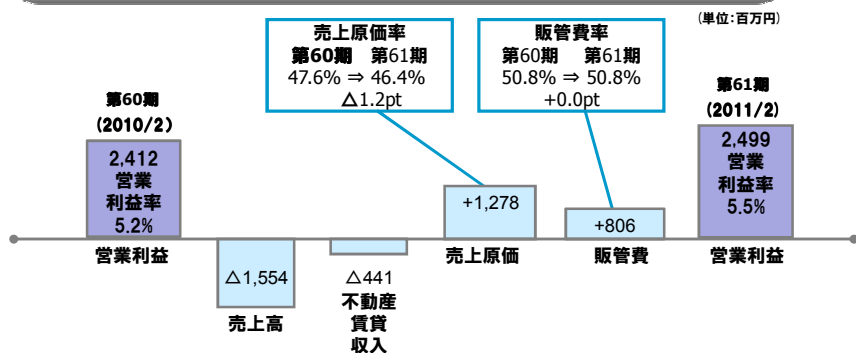 (単位:百万円)
売上原価率
第60期 第61期
47.6% ⇒ 46.4%
△1.2pt
販管費率
第60期 第61期
50.8% ⇒ 50.8%
+0.0pt
第60期
(2010/2)
2,412
営業
利益率
5.2%
営業利益
△1,554
売上高
△441
不動産
賃貸
収入
+1,278
売上原価
+806
販管費
第61期
(2011/2)
2,499
営業
利益率
5.5%
営業利益